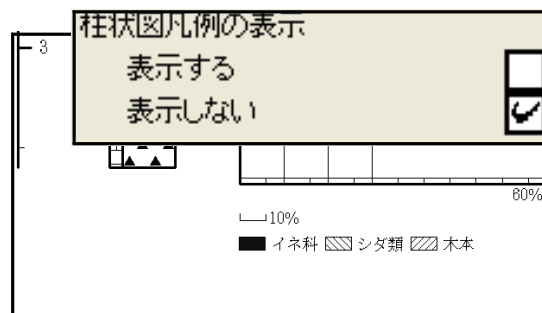 柱状図凡例の表示
表示する
表示しない
3
60%
10%
イネ科 シダ類 木本